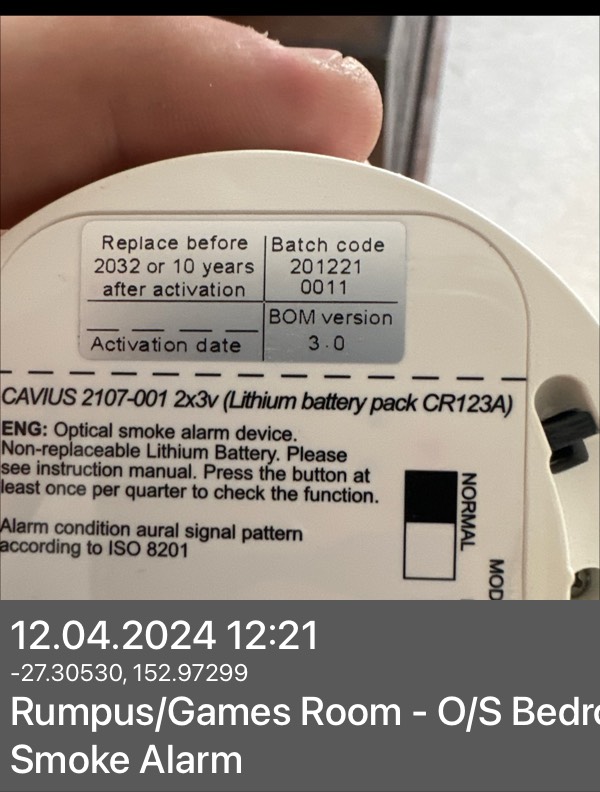 Replace before
2032 or 10 years
after activation
Batch code
201221
0011
Activation date
BOM version
3.0
CAVIUS 2107-001 2x3v (Lithium battery pack CR123A)
ENG: Optical smoke alarm device.
Non-replaceable Lithium Battery. Please
see instruction manual. Press the button at
least once per quarter to check the function.
Alarm condition aural signal pattern
according to ISO 8201
NORMAL
12.04.2024 12:21
-27.30530, 152.97299
Rumpus/Games Room - O/S
Smoke Alarm